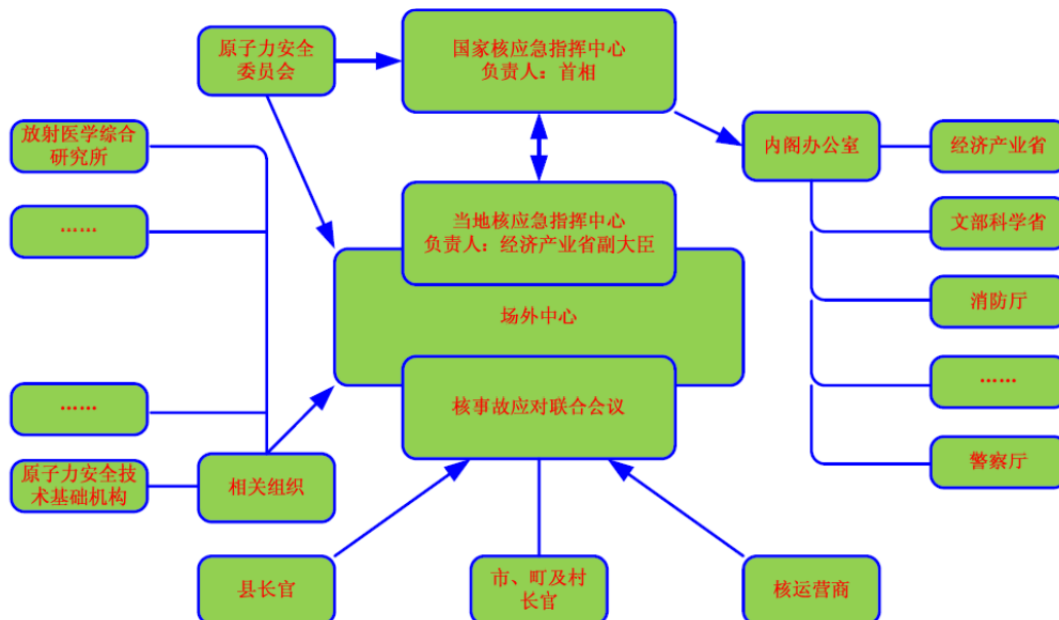 原子力安全
委员会
国家核应急指挥中心
负责人：首相
放射医学综合
研究所
内阁办公室
经济产业省
……
当地核应急指挥中心
负责人：经济产业省副大臣
文部科学省
场外中心
消防厅
……
核事故应对联合会议
……
原子力安全技
术基础机构
相关组织
警察厅
县长官
市、町及村
长官
核运营商